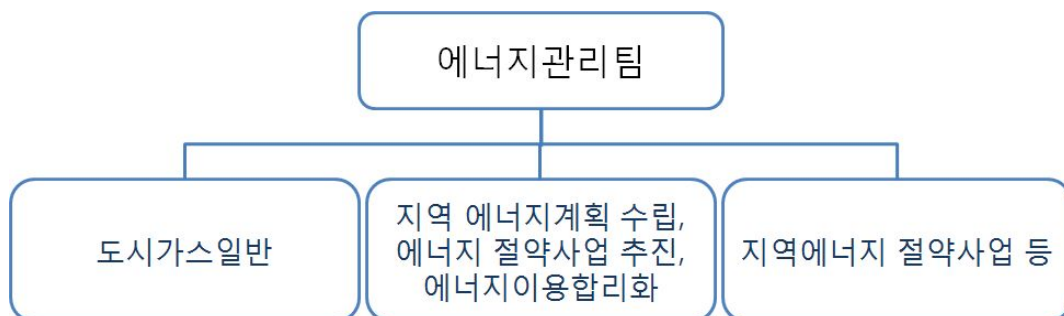 에너지관리팀
도시가스일반
지역 에너지계획 수립,
에너지 절약사업 추진,
에너지이용합리화
지역에너지 절약사업 등